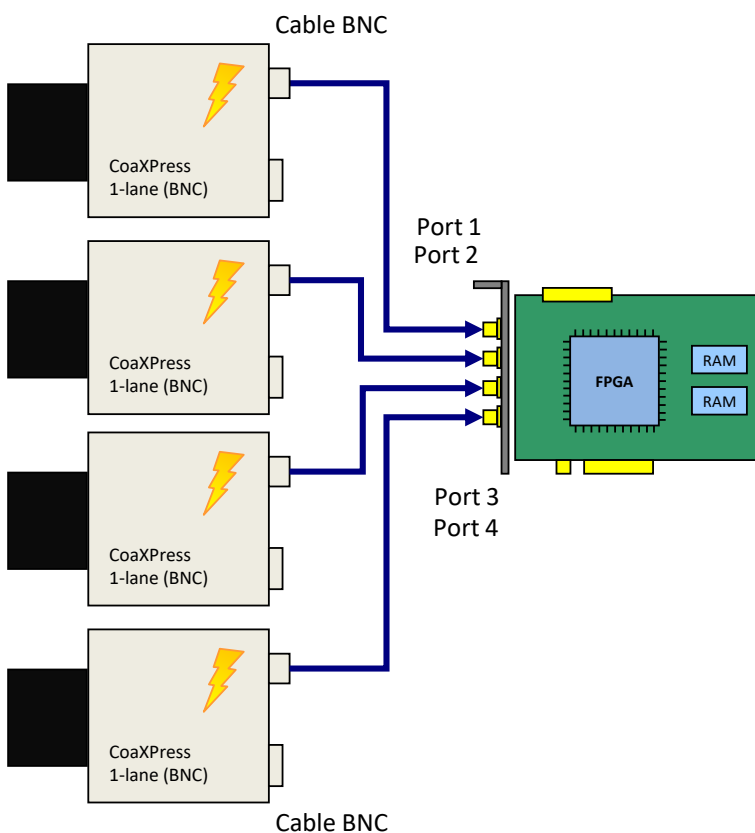 Cable BNC
CoaXPress
1-lane (BNC)
Port 1
Port 2
CoaXPress
1-lane (BNC)
FPGA
RAM
RAM
CoaXPress
1-lane (BNC)
Port 3
Port 4
CoaXPress
1-lane (BNC)
Cable BNC